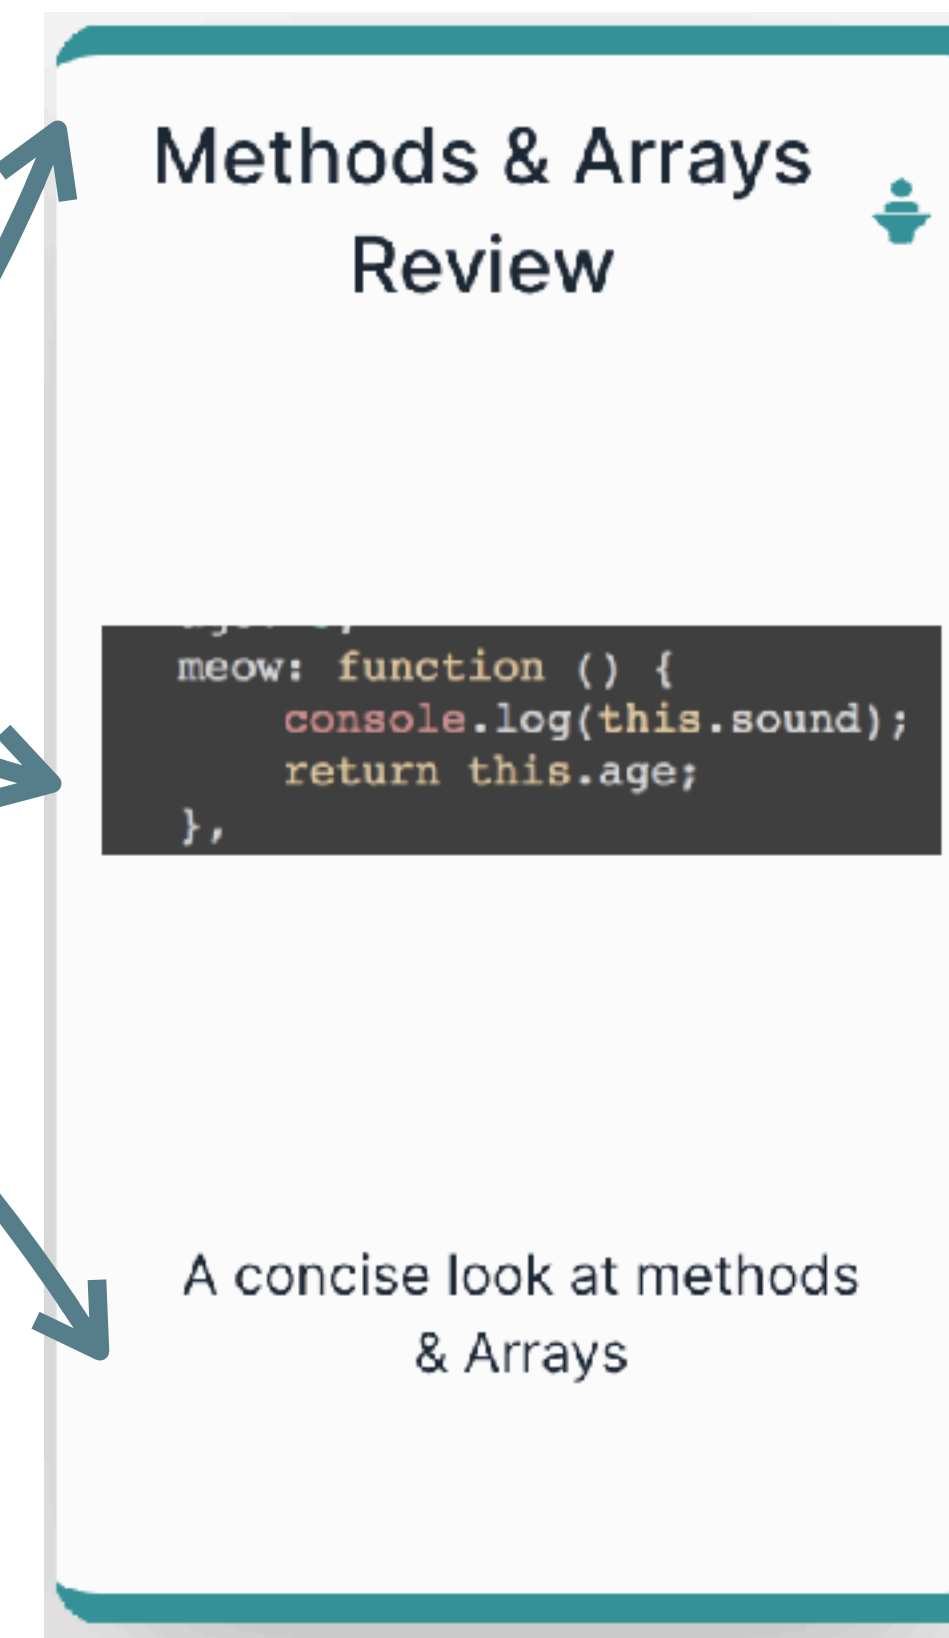 Methods & Arrays
Review
meow: function () {
console.log(this.sound);
return this.age;
},
A concise look at methods
& Arrays